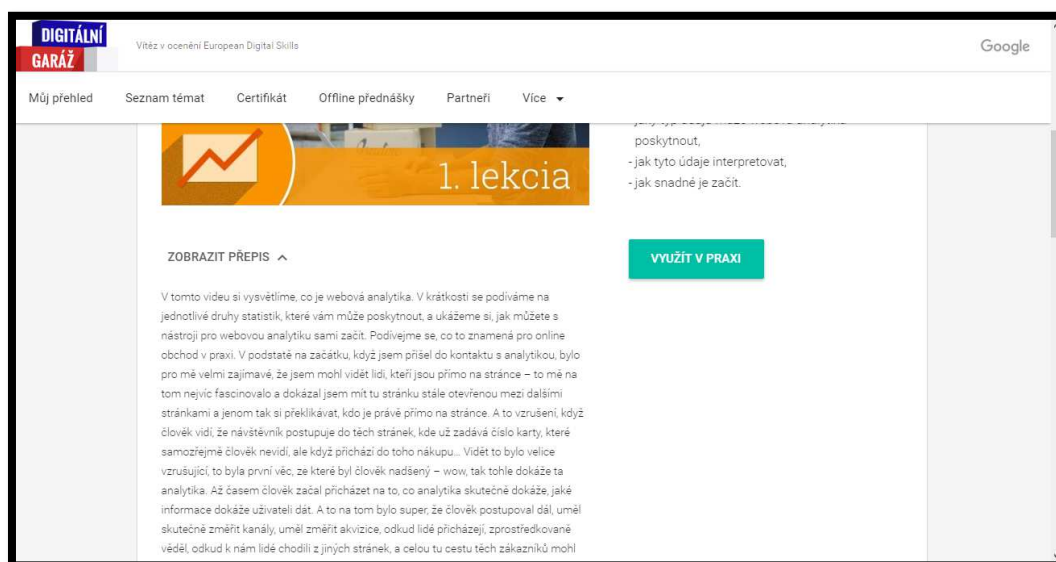 DIGITÁLNÍ
GARÁŽ
Vítěz v ocenění European Digital Skills
Google
Můj přehled
Seznam témat
Certifikát
Offline přednášky
Partneři
Více
1. lekcia
poskytnout,
- jak tyto údaje interpretovat,
- jak snadné je začít.
ZOBRAZIT PŘEPIS
VYUŽÍT V PRAXI
V tomto videu si vysvětlíme, co je webová analytika. V krátkosti se podíváme na
jednotlivé druhy statistik, které vám může poskytnout, a ukážeme si, jak můžete s
nástroji pro webovou analytiku sami začít. Podívejme se, co to znamená pro online
obchod v praxi. V podstatě na začátku, když jsem přišel do kontaktu s analytikou, bylo
pro mě velmi zajímavé, že jsem mohl vidět lidi, kteří jsou přímo na stránce – to mě na
tom nejvíc fascinovalo a dokázal jsem mít tu stránku stále otevřenou mezi dalšími
stránkami a jenom tak si překlikávat, kdo je právě přímo na stránce. A to vzrušení, když
člověk vidí, že návštěvník postupuje do těch stránek, kde už zadává číslo karty, které
samozřejmě člověk nevidí, ale když přichází do toho nákupu... Vidět to bylo velice
vzrušující, to byla první věc, ze které byl člověk nadšený – wow, tak tohle dokáže ta
analytika. Až časem člověk začal přicházet na to, co analytika skutečně dokáže, jaké
informace dokáže uživateli dát. A to na tom bylo super, že člověk postupoval dál, uměl
skutečně změřit kanály, uměl změřit akvizice, odkud lidé přicházejí, zprostředkovaně
věděl, odkud k nám lidé chodili z jiných stránek, a celou tu cestu těch zákazníků mohl